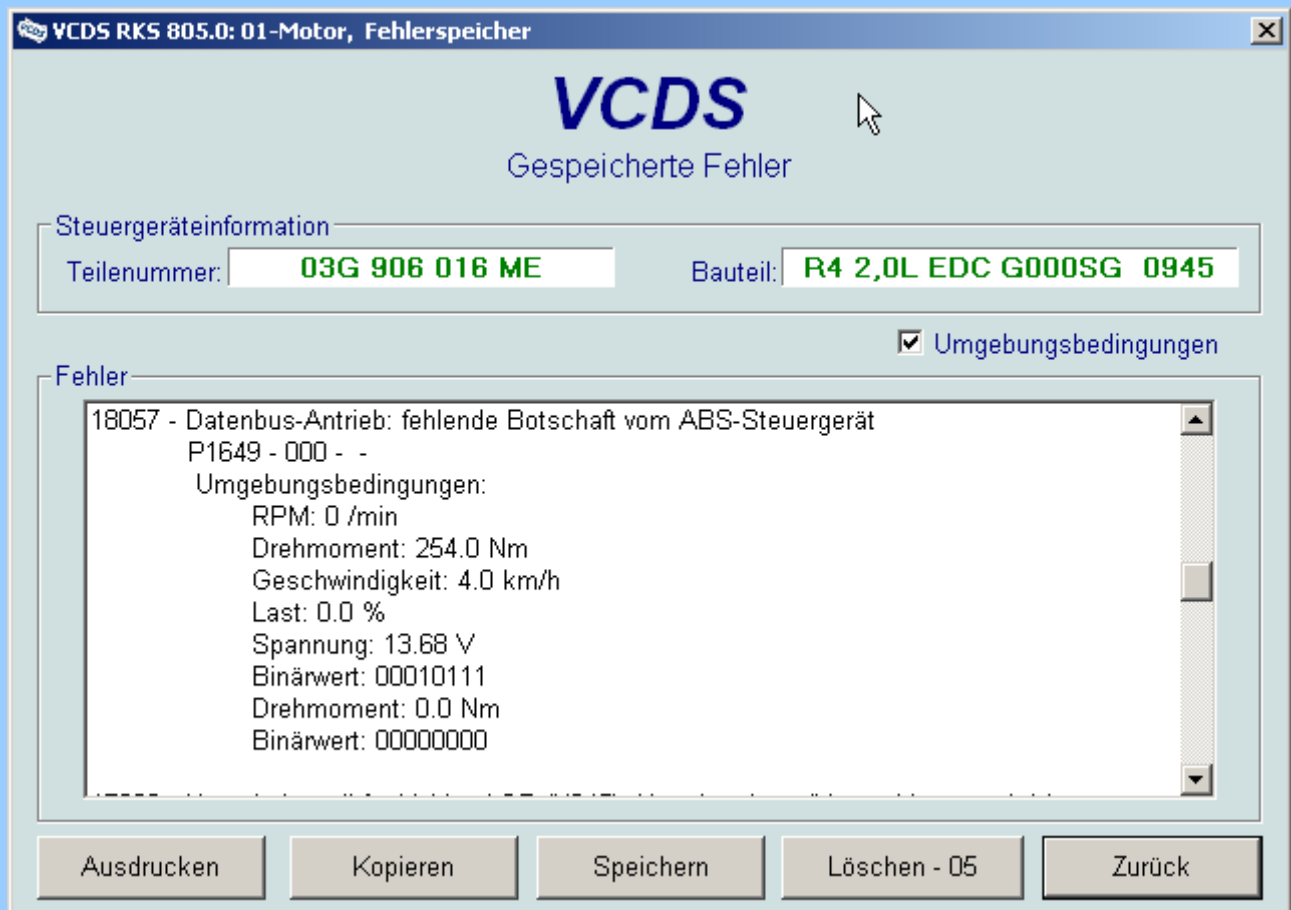 VCDS RKS 805.0: 01-Motor, Fehlerspeicher
VCDS
Gespeicherte Fehler
Steuergeräteinformation
Teilenummer: 03G 906 016 ME Bauteil: R4 2,0L EDC G000SG 0945
Umgebungsbedingungen
Fehler
18057 - Datenbus-Antrieb: fehlende Botschaft vom ABS-Steuergerät
P1649 - 000 - -
Umgebungsbedingungen:
RPM: 0 /min
Drehmoment: 254.0 Nm
Geschwindigkeit: 4.0 km/h
Last: 0.0 %
Spannung: 13.68 V
Binärwert: 00010111
Drehmoment: 0.0 Nm
Binärwert: 00000000
Ausdrucken Kopieren Speichern Löschen - 05 Zurück